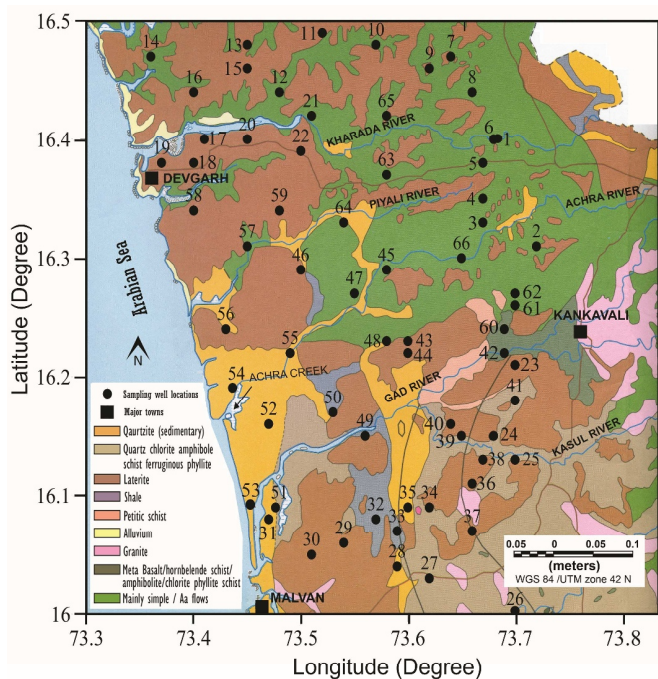 16.5
16.4
16.3
16.2
16.1
16
73.3
73.4
73.5
73.6
73.7
73.8
Latitude (Degree)
Longitude (Degree)
14
13
15
16
12
11
10
9
7
1
8
65
21
KHARADA RIVER
6
1
17
20
22
19
18
DEVGARH
63
5
PIYALI RIVER
ACHRA RIVER
58
59
64
4
3
2
57
46
47
45
66
Arabian Sea
N
62
61
KANKAVALI
56
55
48
43
44
60
42
23
54
ACHRA CREEK
GAD RIVER
41
52
50
49
40
39
24
KASUL RIVER
38
25
36
53
51
31
32
35
34
33
37
30
29
28
27
26
MALVAN
Sampling well locations
Major towns
Qaurtzite (sedimentary)
Quartz chlorite amphibole
schist ferruginous phyllite
Laterite
Shale
Petitic schist
Alluvium
Granite
Meta Basalt/hornbelende schist/
amphibolite/chlorite phyllite schist
Mainly simple / Aa flows
0.05 0 0.05 0.1
(meters)
WGS 84 /UTM zone 42 N